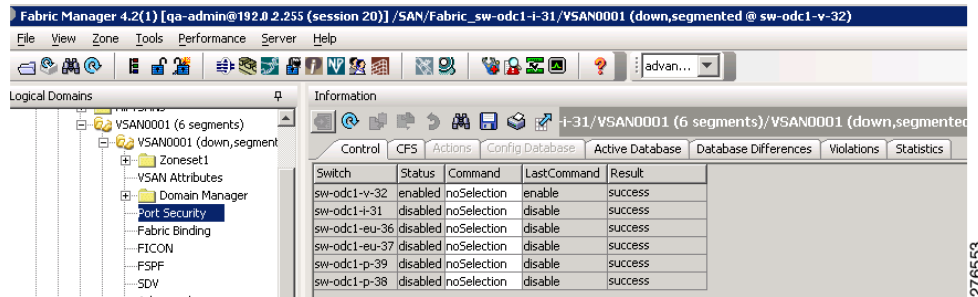 Fabric Manager 4.2(1) [qa-admin@192.0.2.255 (session 20)] /SAN/Fabric_sw-odc1-i-31/VSAN0001 (down,segmented @ sw-odc1-v-32)
File View Zone Tools Performance Server Help
advan...
Logical Domains
VSAN0001 (6 segments)
VSAN0001 (down,segment
Zoneset1
VSAN Attributes
Domain Manager
Port Security
Fabric Binding
FICON
FSPF
SDV
Information
-i-31/VSAN0001 (6 segments)/VSAN0001 (down,segmented
Control CFS Actions Config Database Active Database Database Differences Violations Statistics
Switch Status Command LastCommand Result
sw-odc1-v-32 enabled noSelection enable success
sw-odc1-i-31 disabled noSelection disable success
sw-odc1-eu-36 disabled noSelection disable success
sw-odc1-eu-37 disabled noSelection disable success
sw-odc1-p-39 disabled noSelection disable success
sw-odc1-p-38 disabled noSelection disable success
276553